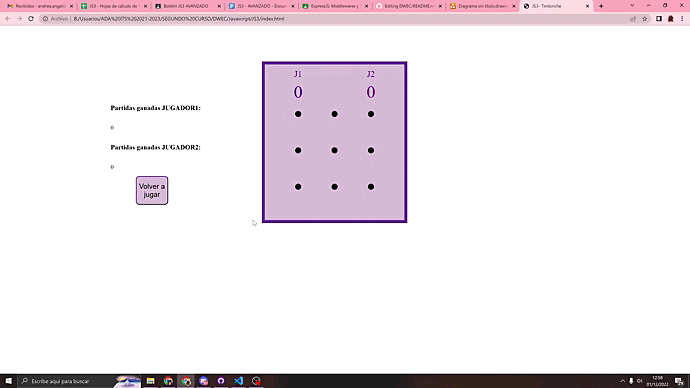 Recibidos - andrea.angel
JS3 - Hojas de cálculo de
Boletín JS3 AVANZADO
JS3 - AVANZADO - Docum
ExpressJS. Middlewares y
Editing DWEC/README.m
Diagrama sin título.drawi
JS3- Timbiriche
Archivo
B:/Usuarios/ADA%20ITS%202021-2023/SEGUNDO%20CURSO/DWEC/Javascript/JS3/index.html
J1 J2
0 0
Partidas ganadas JUGADOR1:
0
Partidas ganadas JUGADOR2:
0
Volver a
jugar
Escribe aquí para buscar
12:58
01/12/2022